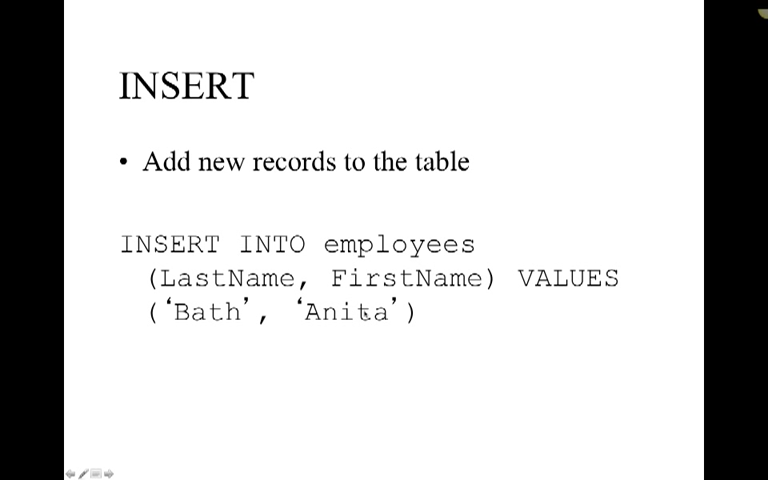 INSERT
• Add new records to the table
INSERT INTO employees
(LastName, FirstName) VALUES
(‘Bath’, ‘Anita’)